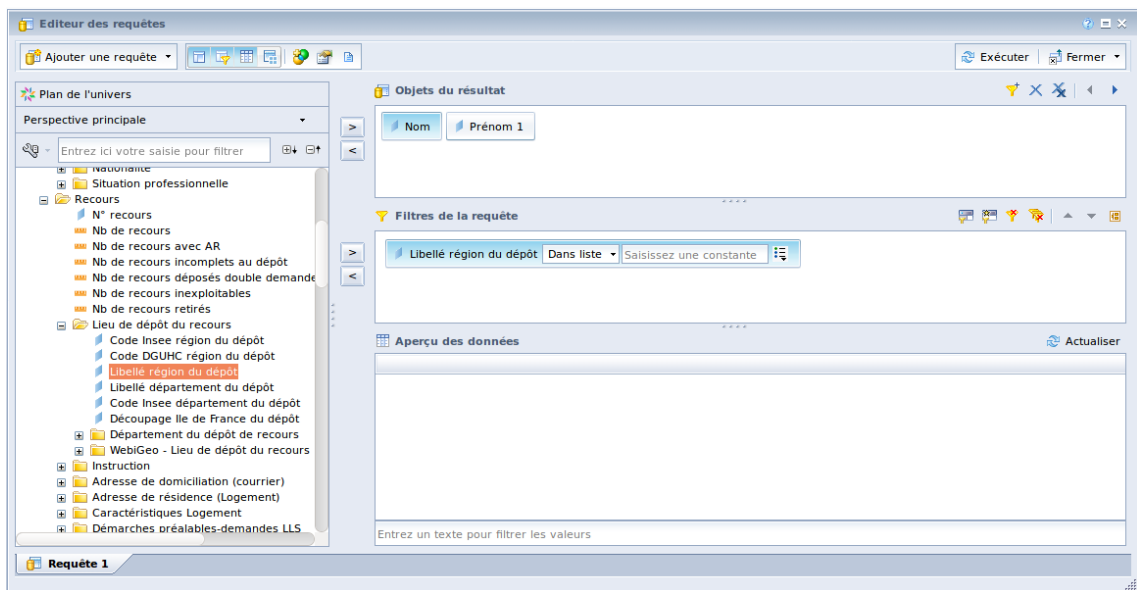 Editeur des requêtes
Ajouter une requête
Exécuter
Fermer
Plan de l'univers
Perspective principale
Entrez ici votre saisie pour filtrer
Nationalité
Situation professionnelle
Recours
N° recours
Nb de recours
Nb de recours avec AR
Nb de recours incomplets au dépôt
Nb de recours déposés double demande
Nb de recours inexploitables
Nb de recours retirés
Lieu de dépôt du recours
Code Insee région du dépôt
Code DGUHC région du dépôt
Libellé région du dépôt
Libellé département du dépôt
Code Insee département du dépôt
Découpage Ile de France du dépôt
Département du dépôt de recours
WebiGeo - Lieu de dépôt du recours
Instruction
Adresse de domiciliation (courrier)
Adresse de résidence (Logement)
Caractéristiques Logement
Démarches préalables-demandes LLS
>
<
Objets du résultat
Nom
Prénom 1
Filtres de la requête
>
<
Libellé région du dépôt Dans liste Saisissez une constante
Aperçu des données
Actualiser
Entrez un texte pour filtrer les valeurs
Requête 1